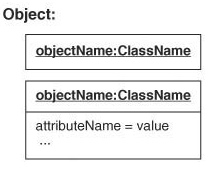 Object:
objectName:ClassName
objectName:ClassName
attributeName = value
...